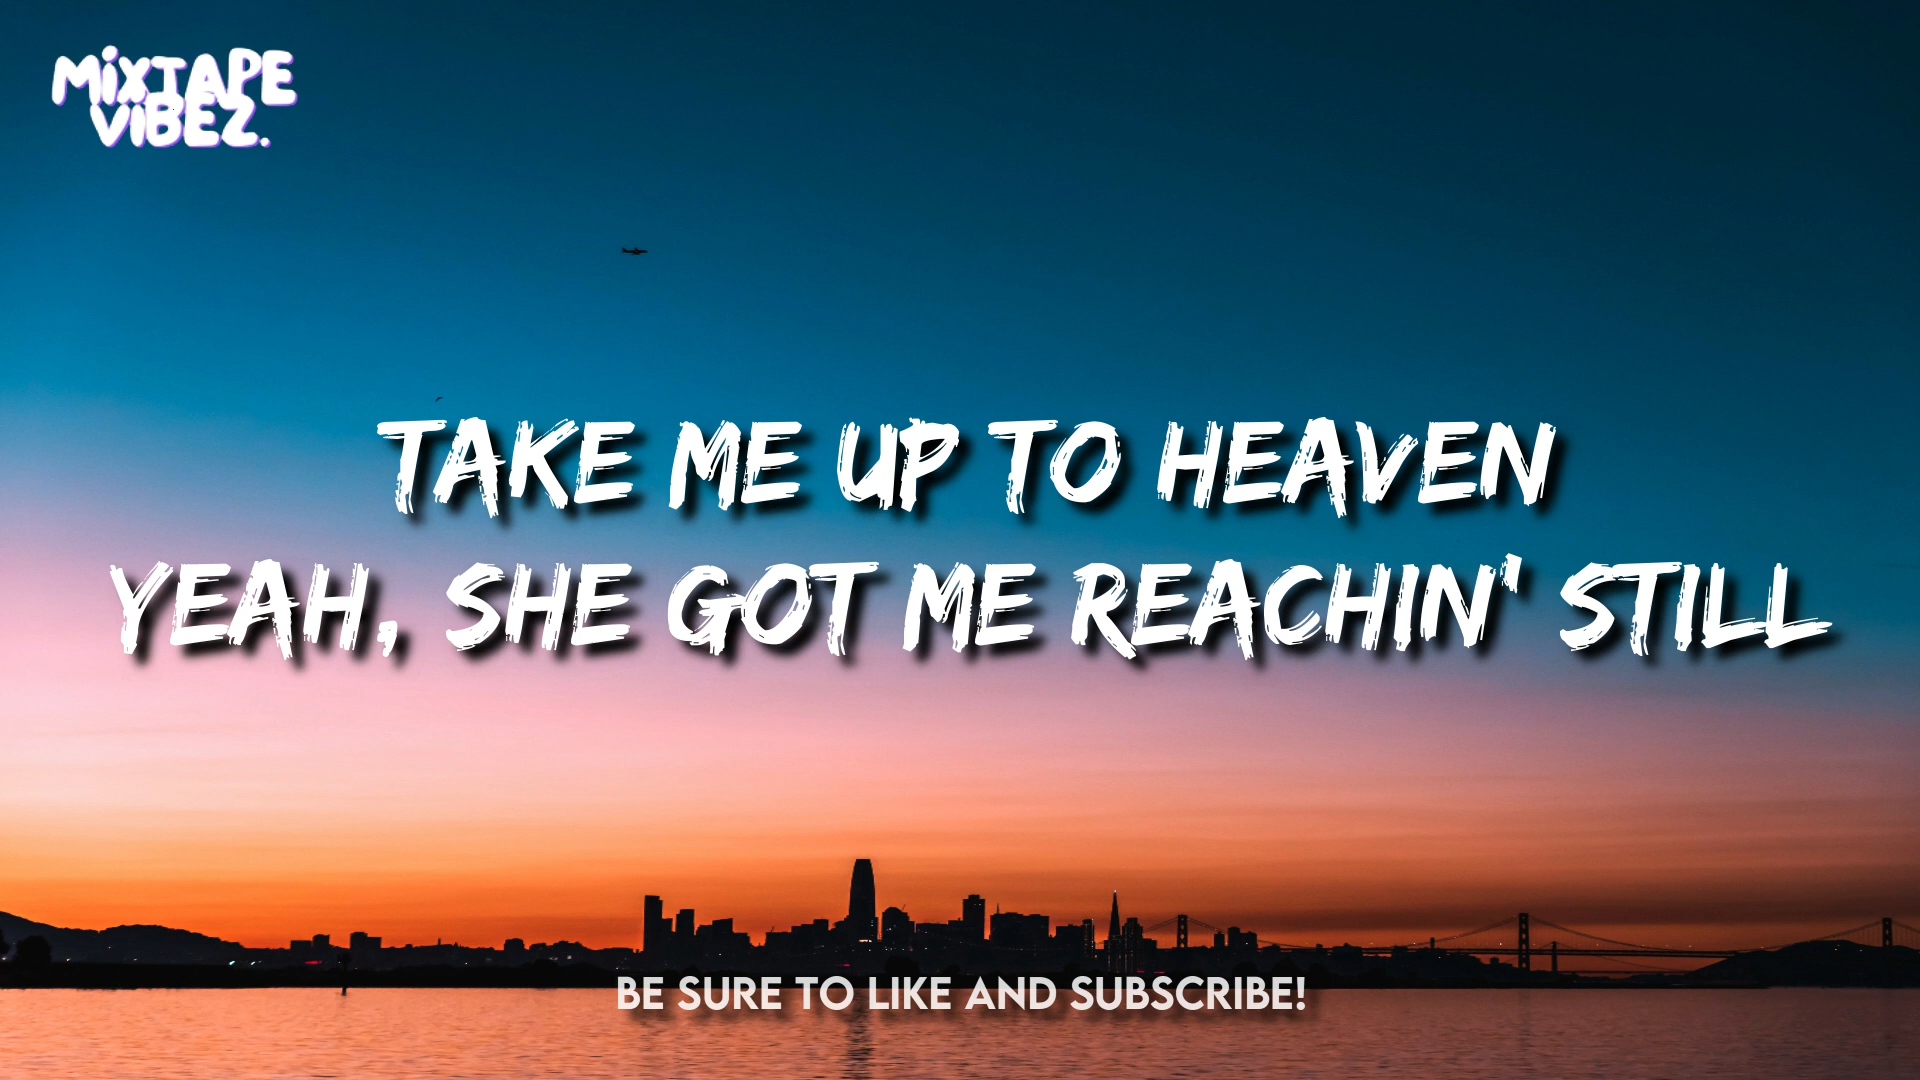 MiXTAPE
ViBEZ.
TAKE ME UP TO HEAVEN
YEAH, SHE GOT ME REACHIN' STILL
BE SURE TO LIKE AND SUBSCRIBE!